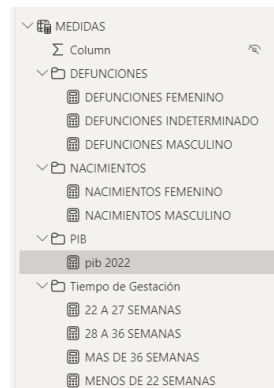 MEDIDAS
Column
DEFUNCIONES
DEFUNCIONES FEMENINO
DEFUNCIONES INDETERMINADO
DEFUNCIONES MASCULINO
NACIMIENTOS
NACIMIENTOS FEMENINO
NACIMIENTOS MASCULINO
PIB
pib 2022
Tiempo de Gestación
22 A 27 SEMANAS
28 A 36 SEMANAS
MAS DE 36 SEMANAS
MENOS DE 22 SEMANAS